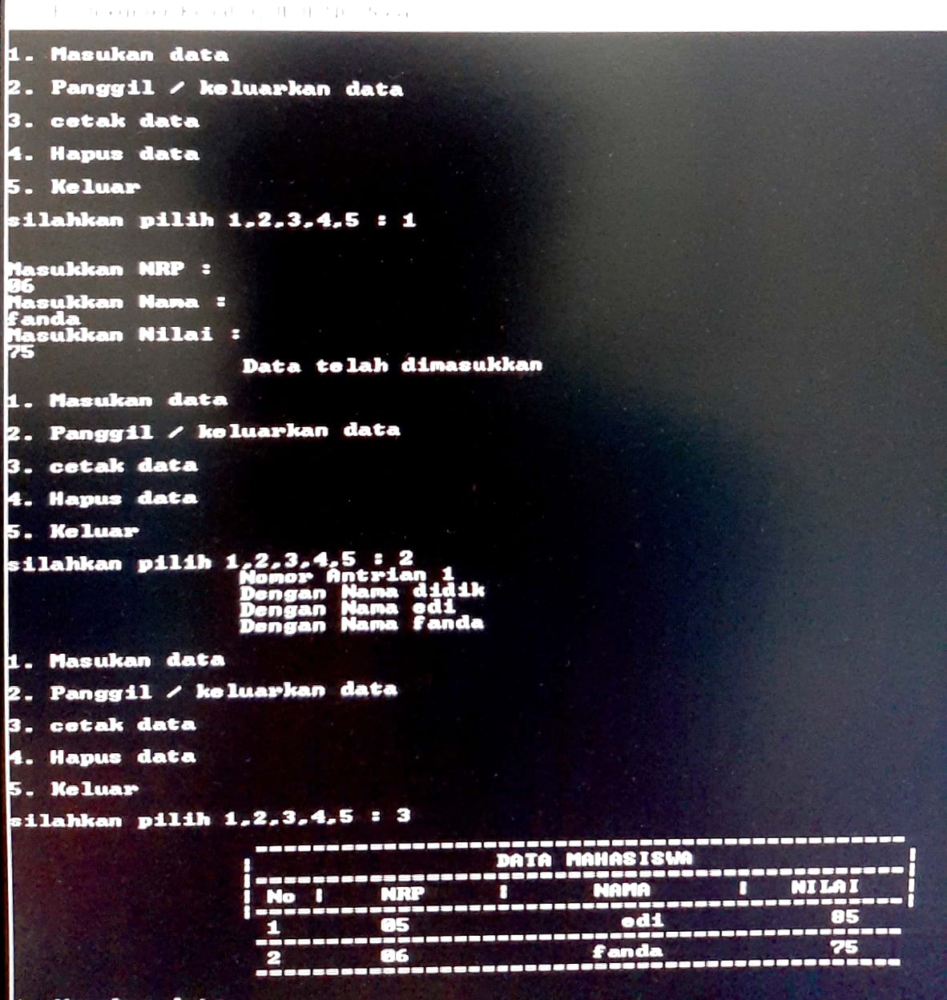 1. Masukan data
2. Panggil / keluarkan data
3. cetak data
4. Hapus data
5. Keluar
silahkan pilih 1,2,3,4,5 : 1
Masukkan NRP :
06
Masukkan Nama :
fanda
Masukkan Nilai :
75
Data telah dimasukkan
1. Masukan data
2. Panggil / keluarkan data
3. cetak data
4. Hapus data
5. Keluar
silahkan pilih 1,2,3,4,5 : 2
Nomor Antrian 1
Dengan Nama didik
Dengan Nama edi
Dengan Nama fanda
1. Masukan data
2. Panggil / keluarkan data
3. cetak data
4. Hapus data
5. Keluar
silahkan pilih 1,2,3,4,5 : 3
DATA MAHASISWA
No | NRP | NAMA | NILAI
1 05 edi 85
2 06 fanda 75